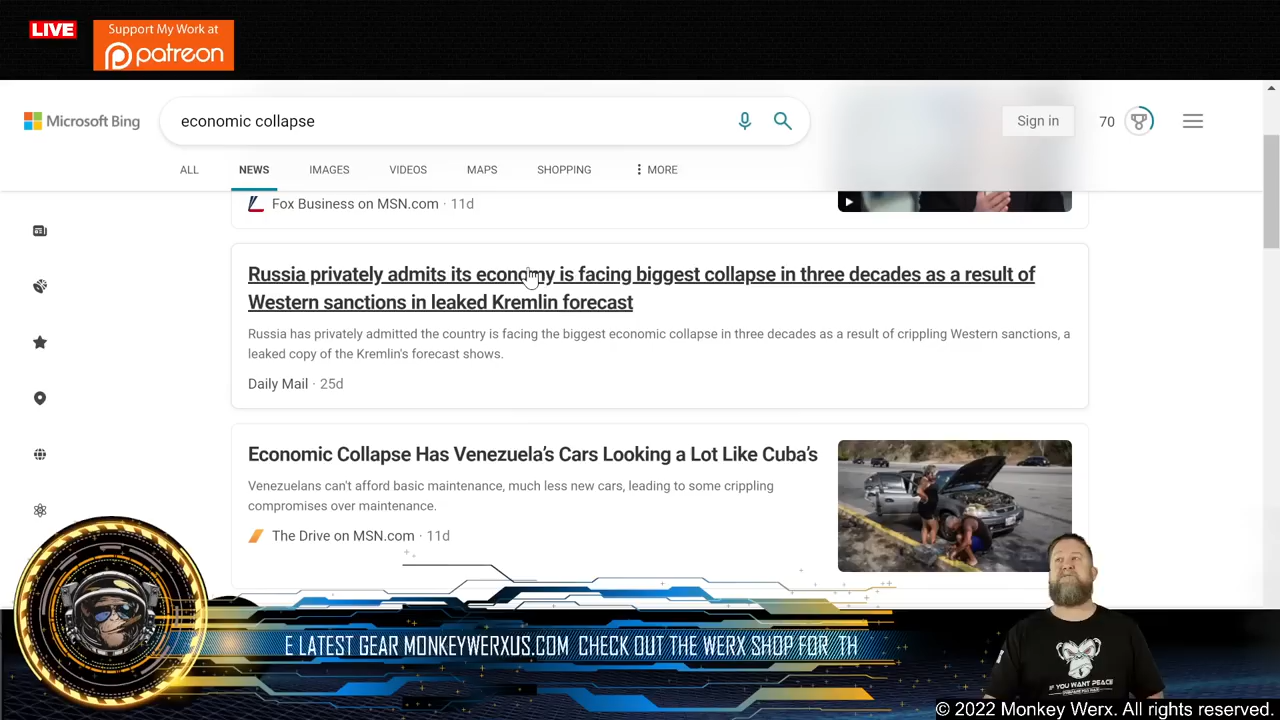 LIVE
Support My Work at
patreon
Microsoft Bing
economic collapse
Sign in
70
ALL
NEWS
IMAGES
VIDEOS
MAPS
SHOPPING
MORE
Fox Business on MSN.com · 11d
Russia privately admits its economy is facing biggest collapse in three decades as a result of
Western sanctions in leaked Kremlin forecast
Russia has privately admitted the country is facing the biggest economic collapse in three decades as a result of crippling Western sanctions, a
leaked copy of the Kremlin's forecast shows.
Daily Mail · 25d
Economic Collapse Has Venezuela’s Cars Looking a Lot Like Cuba’s
Venezuelans can't afford basic maintenance, much less new cars, leading to some crippling
compromises over maintenance.
The Drive on MSN.com · 11d
E LATEST GEAR MONKEYWERXUS.COM CHECK OUT THE WERX SHOP FOR TH
IF YOU WANT PEACE
© 2022 Monkey Werx. All rights reserved.